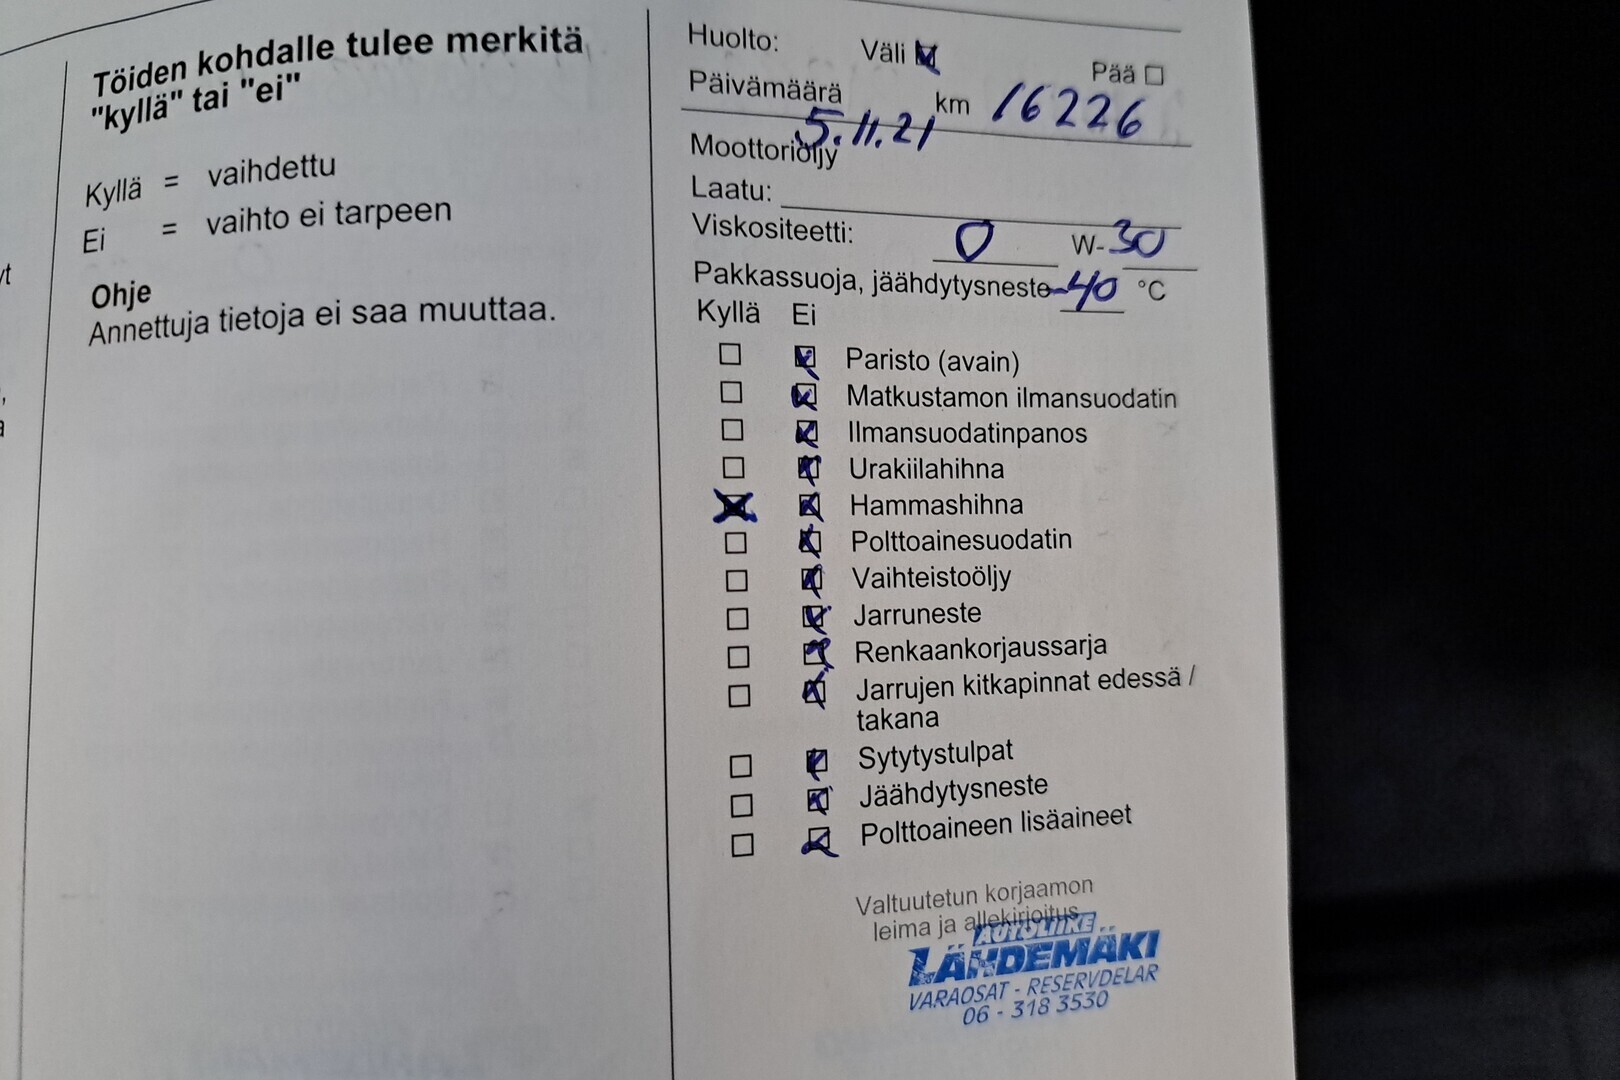 Töiden kohdalle tulee merkitä
"kyllä" tai "ei"
Kyllä = vaihdettu
Ei = vaihto ei tarpeen
Ohje
Annettuja tietoja ei saa muuttaa.
Huolto: Väli Pää
Päivämäärä 5.11.21 km 16226
Moottoriöljy
Laatu:
Viskositeetti: 0 W-30
Pakkassuoja, jäähdytysneste -40 °C
Kyllä Ei
Paristo (avain)
Matkustamon ilmansuodatin
Ilmansuodatinpanos
Urakiilahihna
Hammashihna
Polttoainesuodatin
Vaihteistoöljy
Jarruneste
Renkaankorjaussarja
Jarrujen kitkapinnat edessä /
takana
Sytytystulpat
Jäähdytysneste
Polttoaineen lisäaineet
Valtuutetun korjaamon
leima ja allekirjoitus
AUTOLIIKE
LÄHDEMÄKI
VARAOSAT - RESERVDELAR
06 - 318 3530